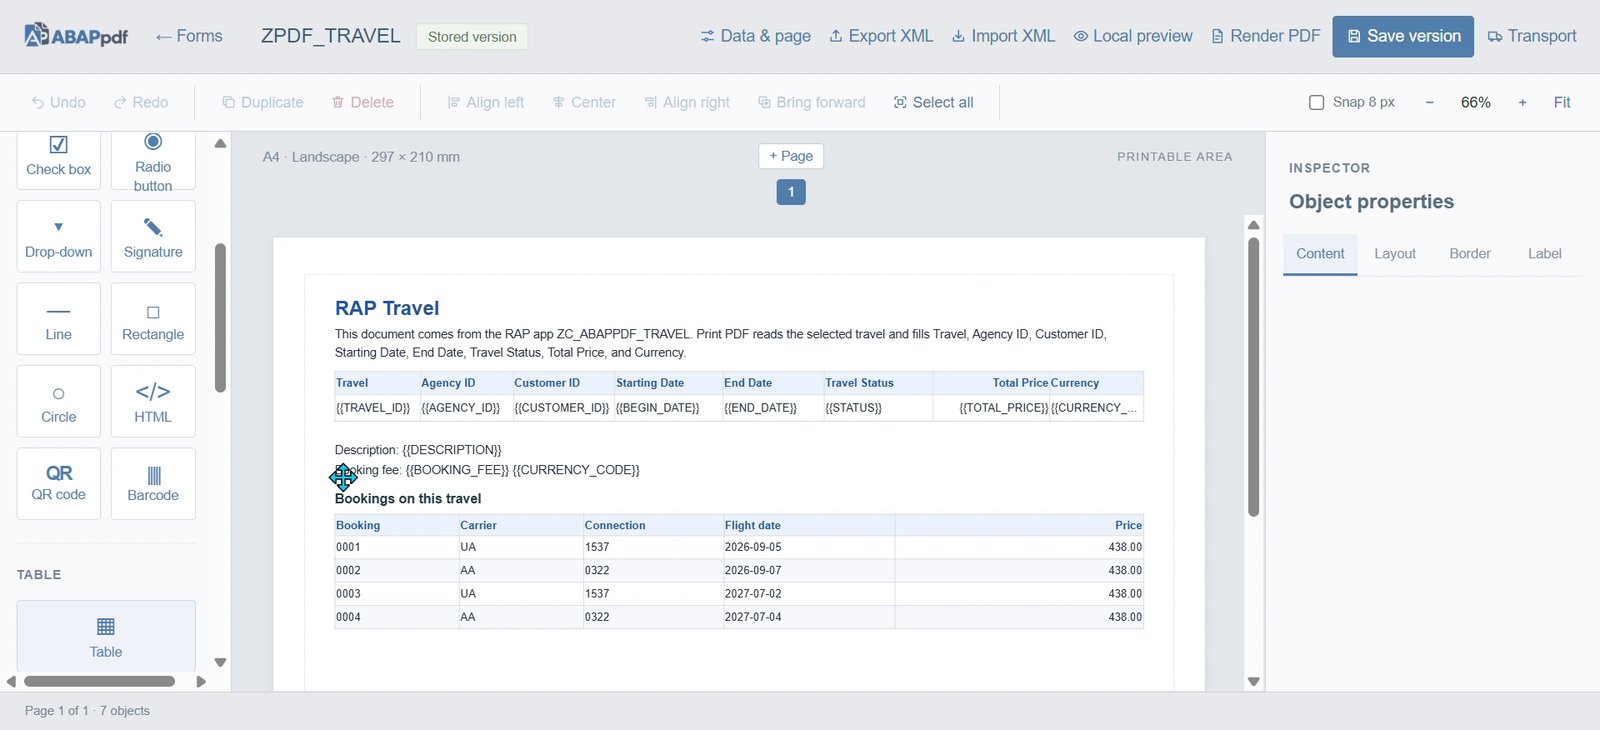 ABAPpdf
← Forms
ZPDF_TRAVEL
Stored version
Data & page
Export XML
Import XML
Local preview
Render PDF
Save version
Transport
Undo
Redo
Duplicate
Delete
Align left
Center
Align right
Bring forward
Select all
Snap 8 px
− 66% +
Fit
Check box
Radio button
Drop-down
Signature
Line
Rectangle
Circle
</> HTML
QR
QR code
Barcode
TABLE
Table
A4 · Landscape · 297 × 210 mm
+ Page
PRINTABLE AREA
1
RAP Travel
This document comes from the RAP app ZC_ABAPPDF_TRAVEL. Print PDF reads the selected travel and fills Travel, Agency ID, Customer ID,
Starting Date, End Date, Travel Status, Total Price, and Currency.
Travel Agency ID Customer ID Starting Date End Date Travel Status Total Price Currency
{{TRAVEL_ID}} {{AGENCY_ID}} {{CUSTOMER_ID}} {{BEGIN_DATE}} {{END_DATE}} {{STATUS}} {{TOTAL_PRICE}} {{CURRENCY_...
Description: {{DESCRIPTION}}
Booking fee: {{BOOKING_FEE}} {{CURRENCY_CODE}}
Bookings on this travel
Booking Carrier Connection Flight date Price
0001 UA 1537 2026-09-05 438.00
0002 AA 0322 2026-09-07 438.00
0003 UA 1537 2027-07-02 438.00
0004 AA 0322 2027-07-04 438.00
INSPECTOR
Object properties
Content
Layout
Border
Label
Page 1 of 1 · 7 objects